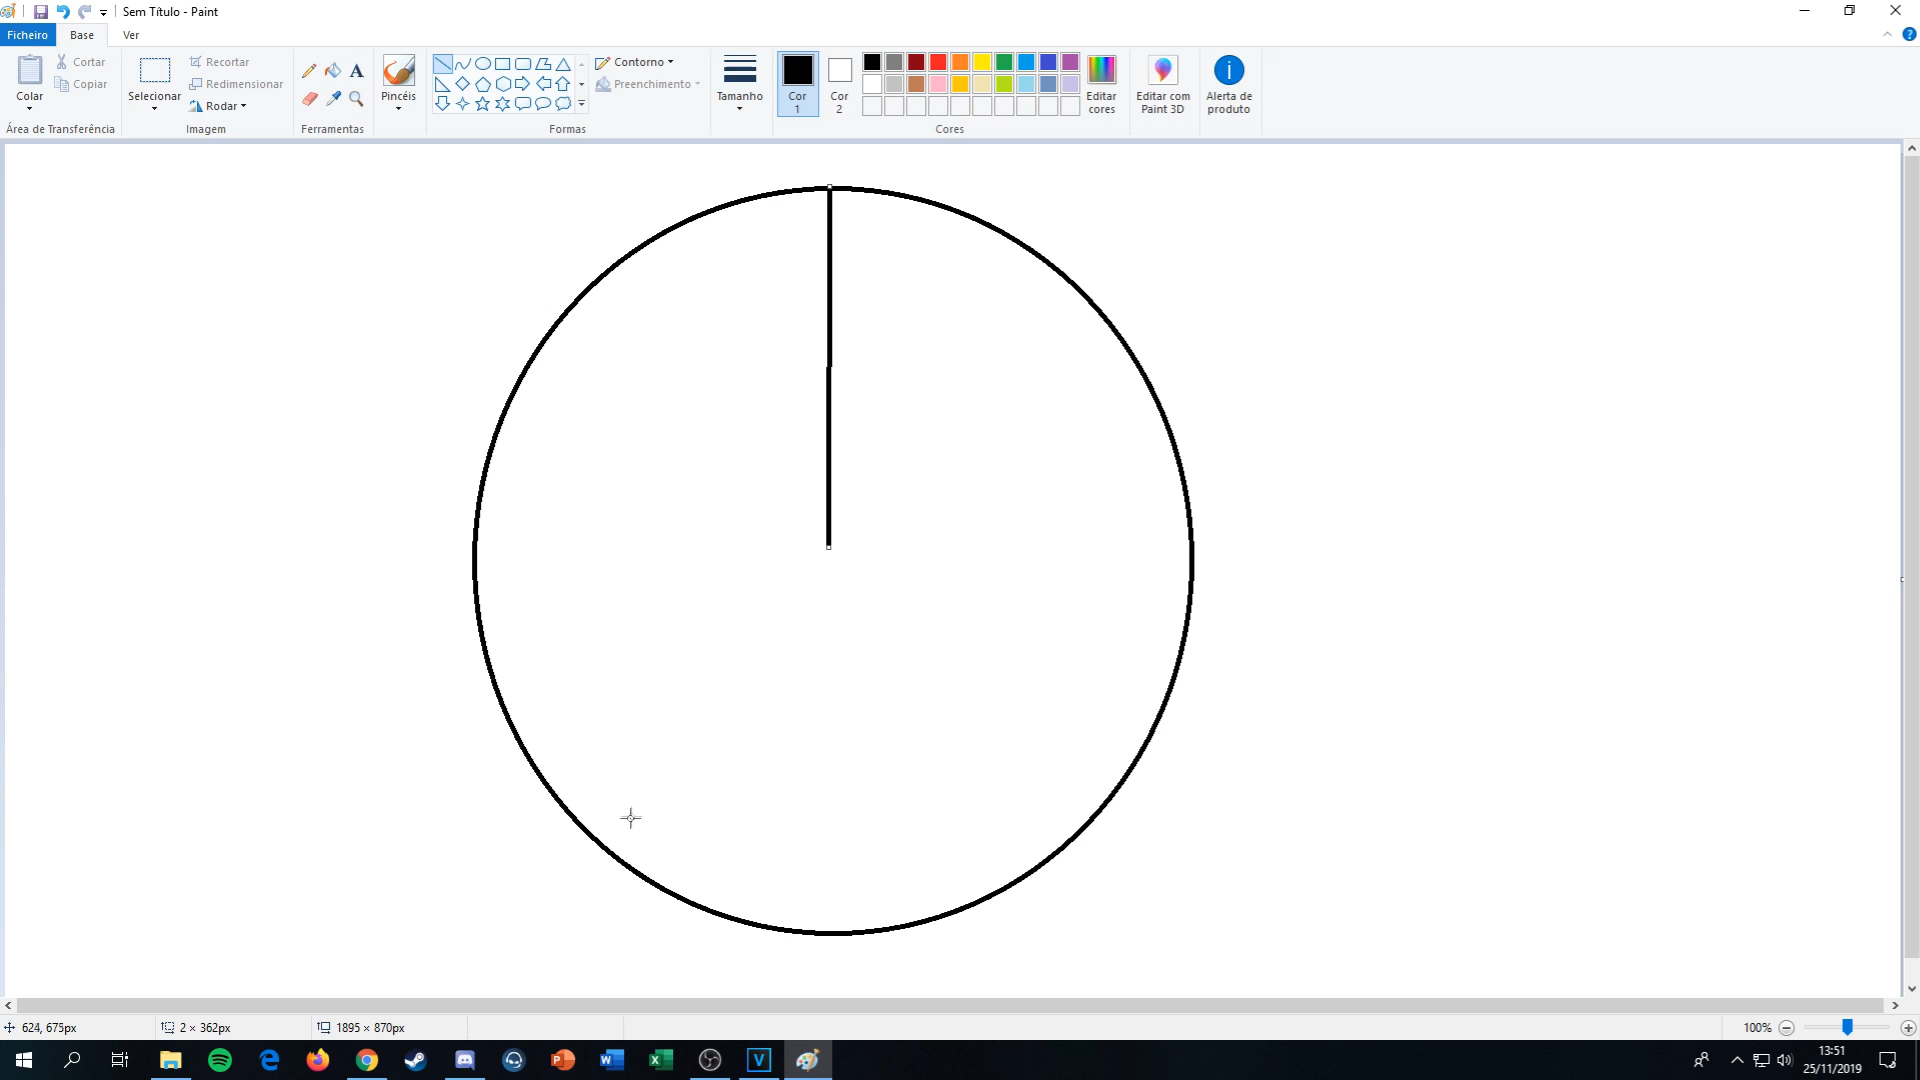 Sem Título - Paint
Ficheiro Base Ver
Colar
Cortar
Copiar
Área de Transferência
Selecionar
Recortar
Redimensionar
Rodar
Imagem
A
Ferramentas
Pincéis
Contorno
Preenchimento
Formas
Tamanho
Cor
1
Cor
2
Editar
cores
Cores
Editar com
Paint 3D
Alerta de
produto
624, 675px 2 × 362px 1895 × 870px 100%
13:51
25/11/2019